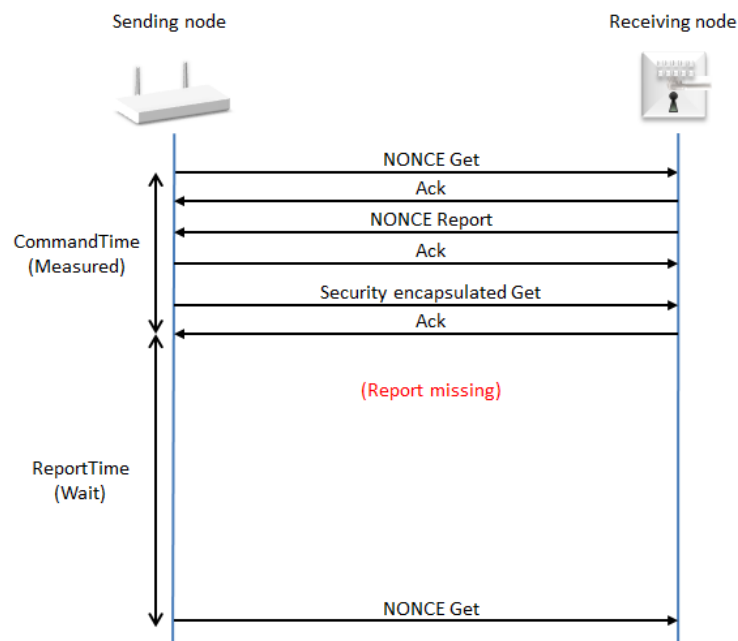 Sending node
Receiving node
NONCE Get
Ack
NONCE Report
CommandTime
(Measured)
Ack
Security encapsulated Get
Ack
(Report missing)
ReportTime
(Wait)
NONCE Get